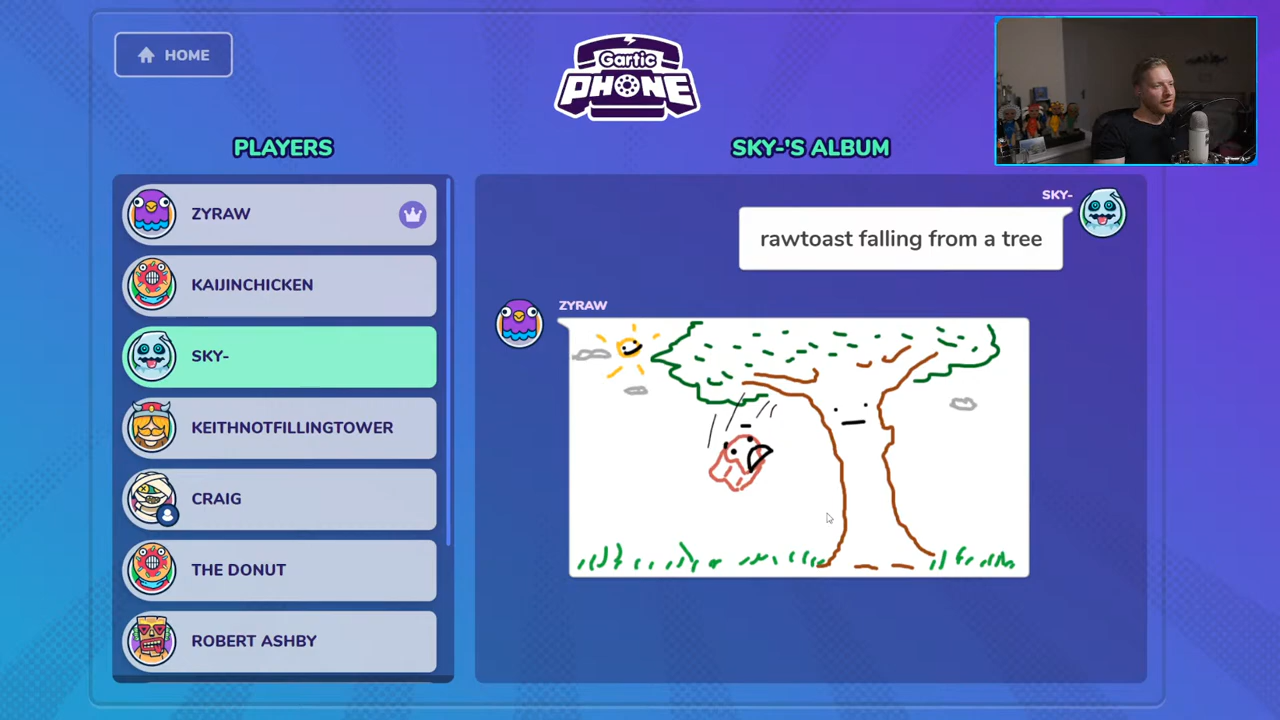 HOME
Gartic
PHONE
PLAYERS
SKY-'S ALBUM
ZYRAW
KAIJINCHICKEN
SKY-
KEITHNOTFILLINGTOWER
CRAIG
THE DONUT
ROBERT ASHBY
SKY-
rawtoast falling from a tree
ZYRAW